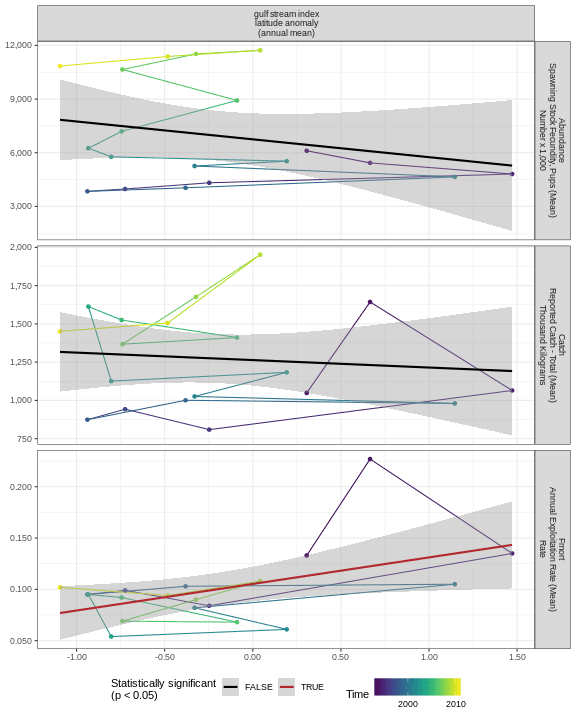 gulf stream index
latitude anomaly
(annual mean)
12,000
9,000
6,000
3,000
Abundance
Spawning Stock Fecundity, Pups (Mean)
Number x 1,000
2,000
1,750
1,500
1,250
1,000
750
Catch
Reported Catch - Total (Mean)
Thousand kilograms
0.200
0.150
0.100
0.050
Fmort
Annual Exploitation Rate (Mean)
Rate
-1.00 -0.50 0.00 0.50 1.00 1.50
Statistically significant
(p < 0.05)
FALSE
TRUE
Time
2000 2010